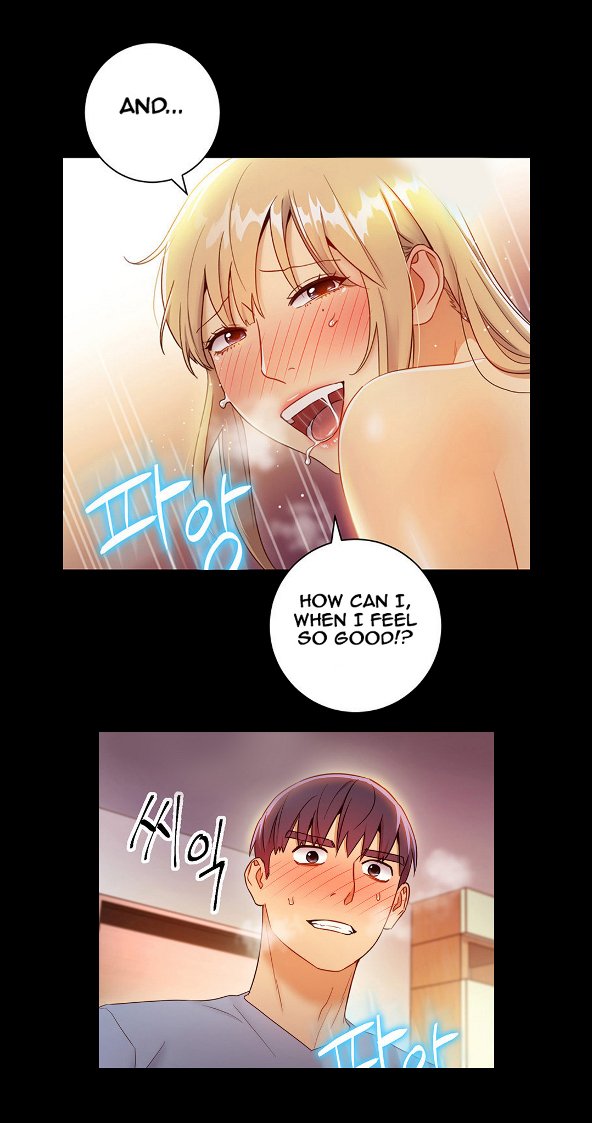 AND...
파앙
HOW CAN I,
WHEN I FEEL
SO GOOD!?
씨익
파앙